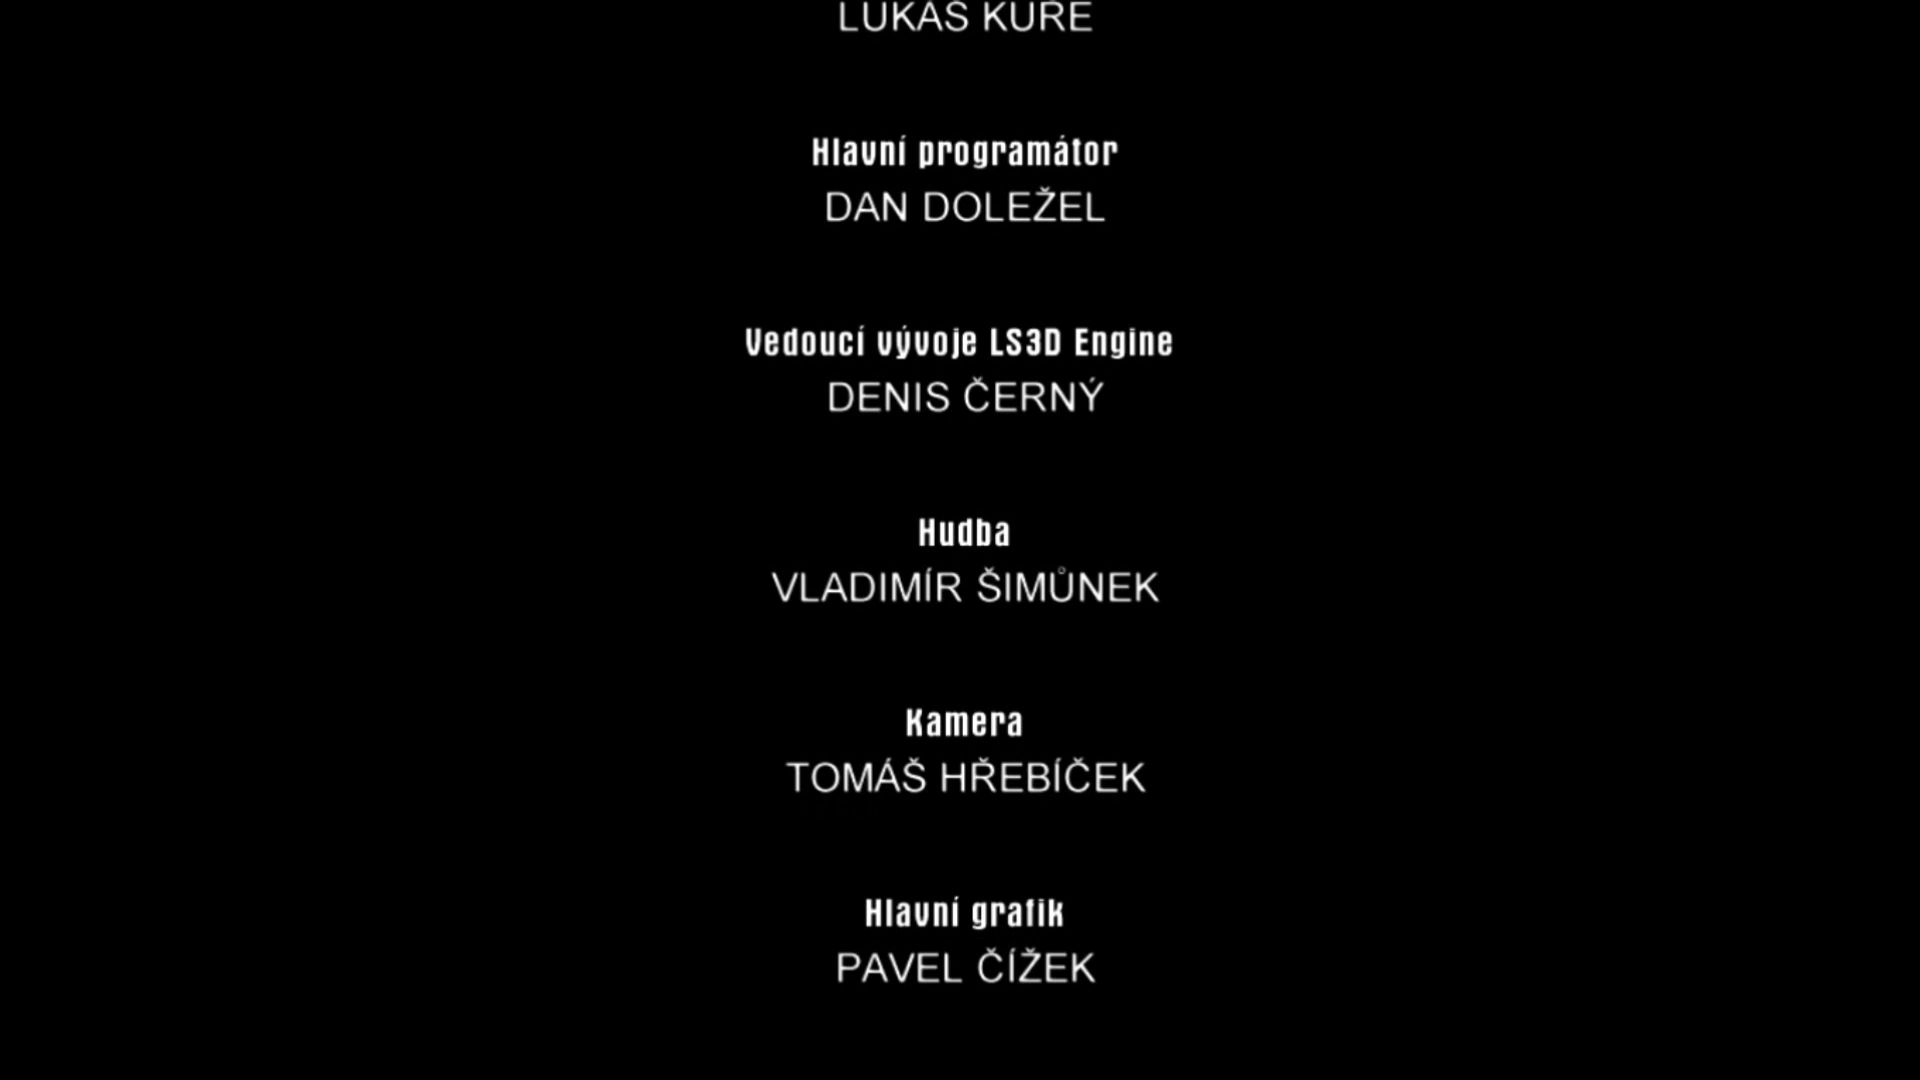 LUKÁŠ KUŘE
Hlavní programátor
DAN DOLEŽEL
Vedoucí vývoje LS3D Engine
DENIS ČERNÝ
Hudba
VLADIMÍR ŠIMŮNEK
Kamera
TOMÁŠ HŘEBÍČEK
Hlavní grafik
PAVEL ČÍŽEK